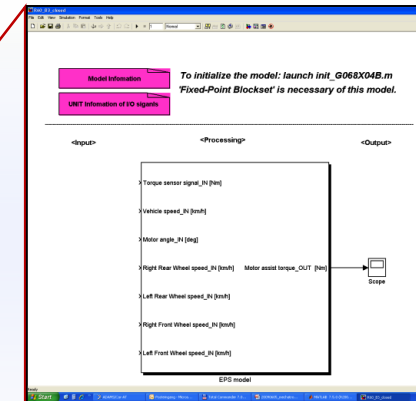 File Edit View Simulation Format Tools Help
Normal
Model infomation
To initialize the model: launch init_G068X04B.m
'Fixed-Point Blockset' is necessary of this model.
UNIT Infomation of I/O siganls
<Input>
<Processing>
<Output>
Torque sensor signal_IN [Nm]
Vehicle speed_IN [km/h]
Motor angle_IN [deg]
Right Rear Wheel speed_IN [km/h]
Motor assist torque_OUT [Nm]
Scope
Left Rear Wheel speed_IN [km/h]
Right Front Wheel speed_IN [km/h]
Left Front Wheel speed_IN [km/h]
EPS model
Ready
Start